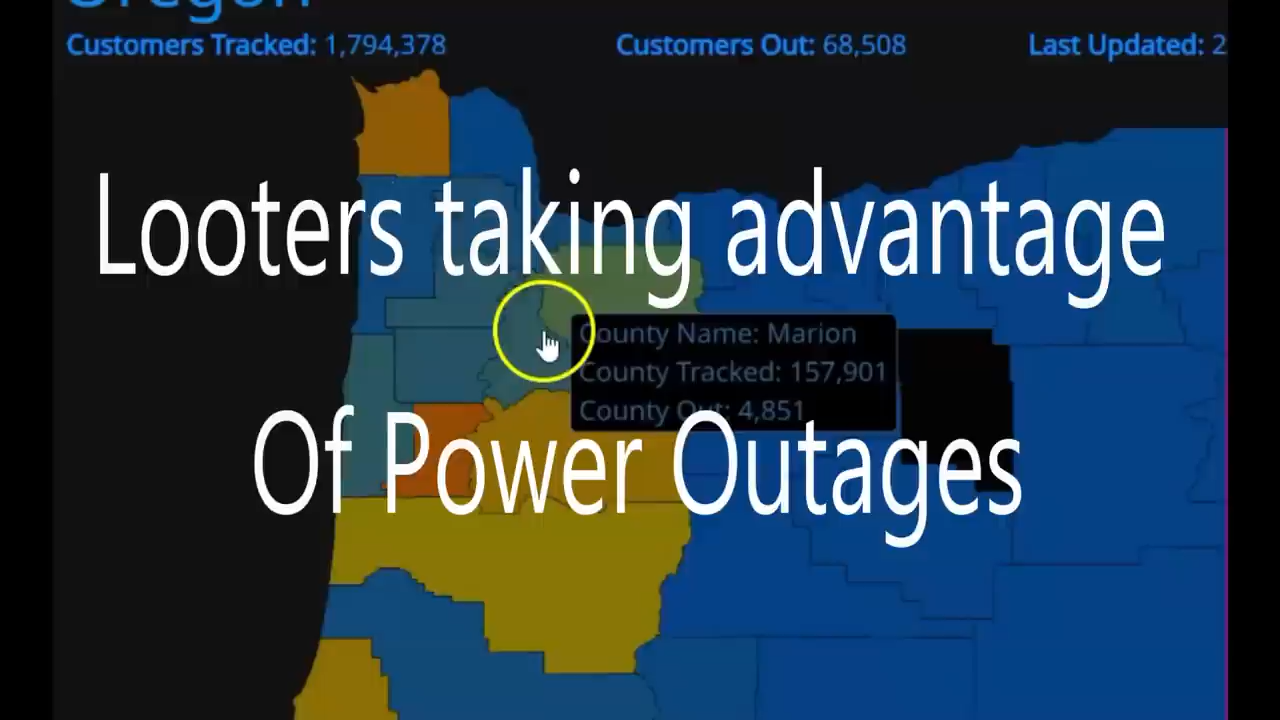 Oregon
Customers Tracked: 1,794,378 Customers Out: 68,508 Last Updated: 2
Looters taking advantage
County Name: Marion
County Tracked: 157,901
County Out: 4,851
Of Power Outages